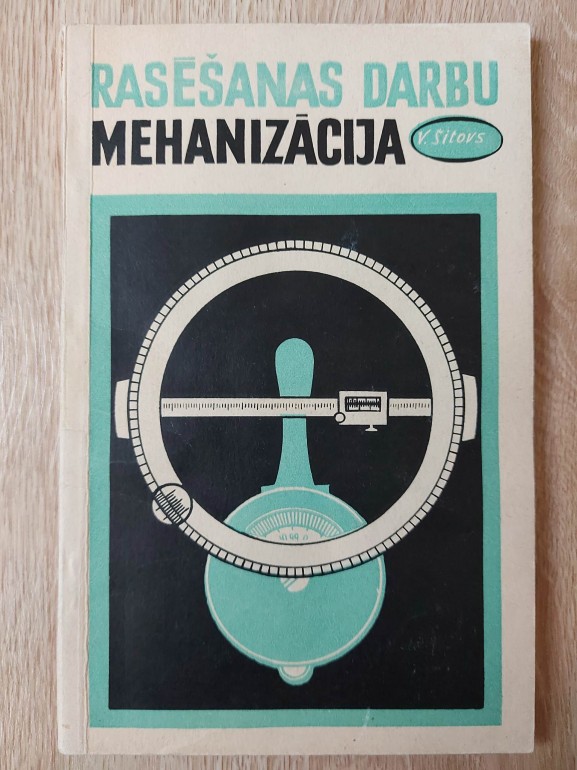 RASĒŠANAS DARBU
MEHANIZĀCIJA
V. Šitovs